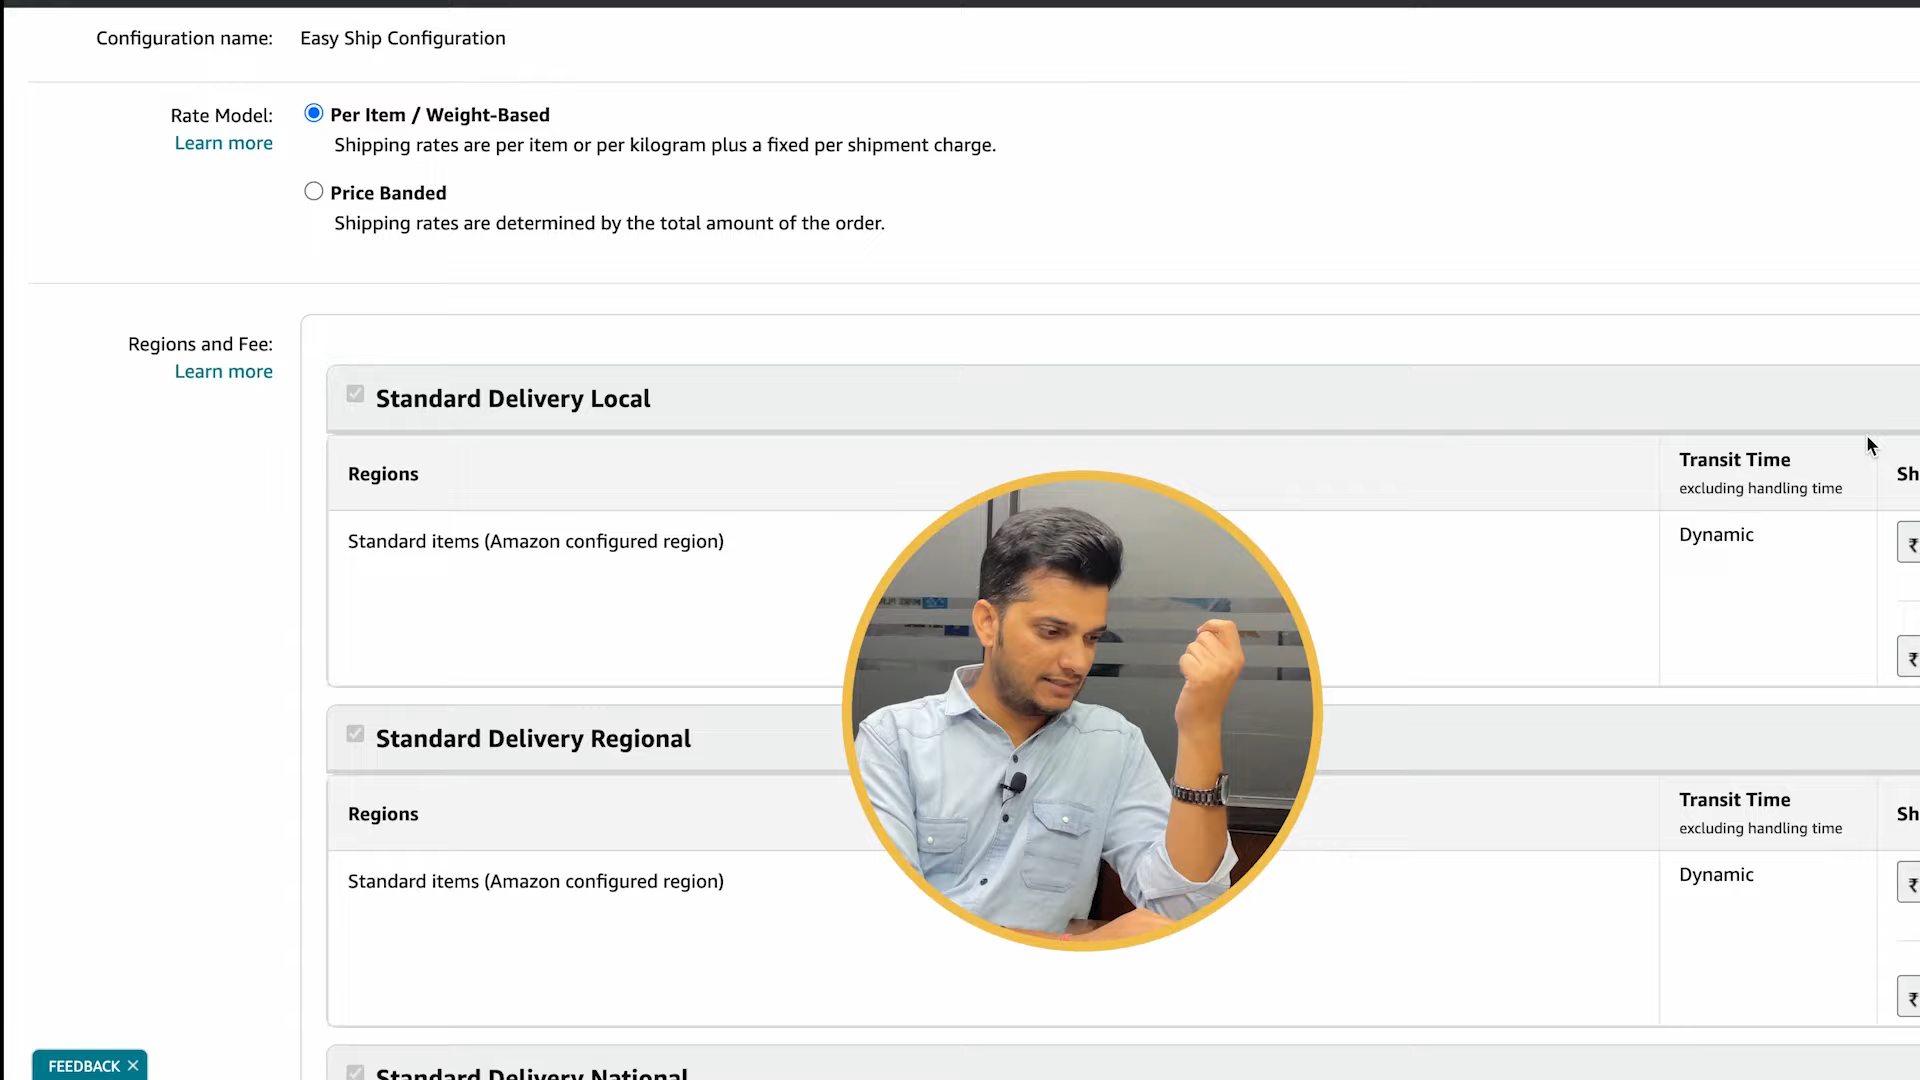 Configuration name: Easy Ship Configuration
Rate Model:
Learn more
Per Item / Weight-Based
Shipping rates are per item or per kilogram plus a fixed per shipment charge.
Price Banded
Shipping rates are determined by the total amount of the order.
Regions and Fee:
Learn more
Standard Delivery Local
Regions
Transit Time
excluding handling time
Sh
Standard items (Amazon configured region)
Dynamic
₹
₹
Standard Delivery Regional
Regions
Transit Time
excluding handling time
Sh
Standard items (Amazon configured region)
Dynamic
₹
₹
Standard Delivery National
FEEDBACK ×